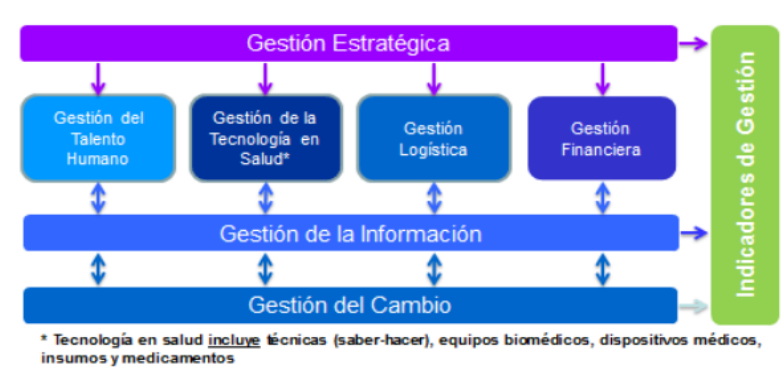 Gestión Estratégica
Gestión del
Talento
Humano
Gestión de la
Tecnología en
Salud*
Gestión
Logística
Gestión
Financiera
Gestión de la Información
Gestión del Cambio
Indicadores de Gestión
* Tecnología en salud incluye técnicas (saber-hacer), equipos biomédicos, dispositivos médicos,
insumos y medicamentos